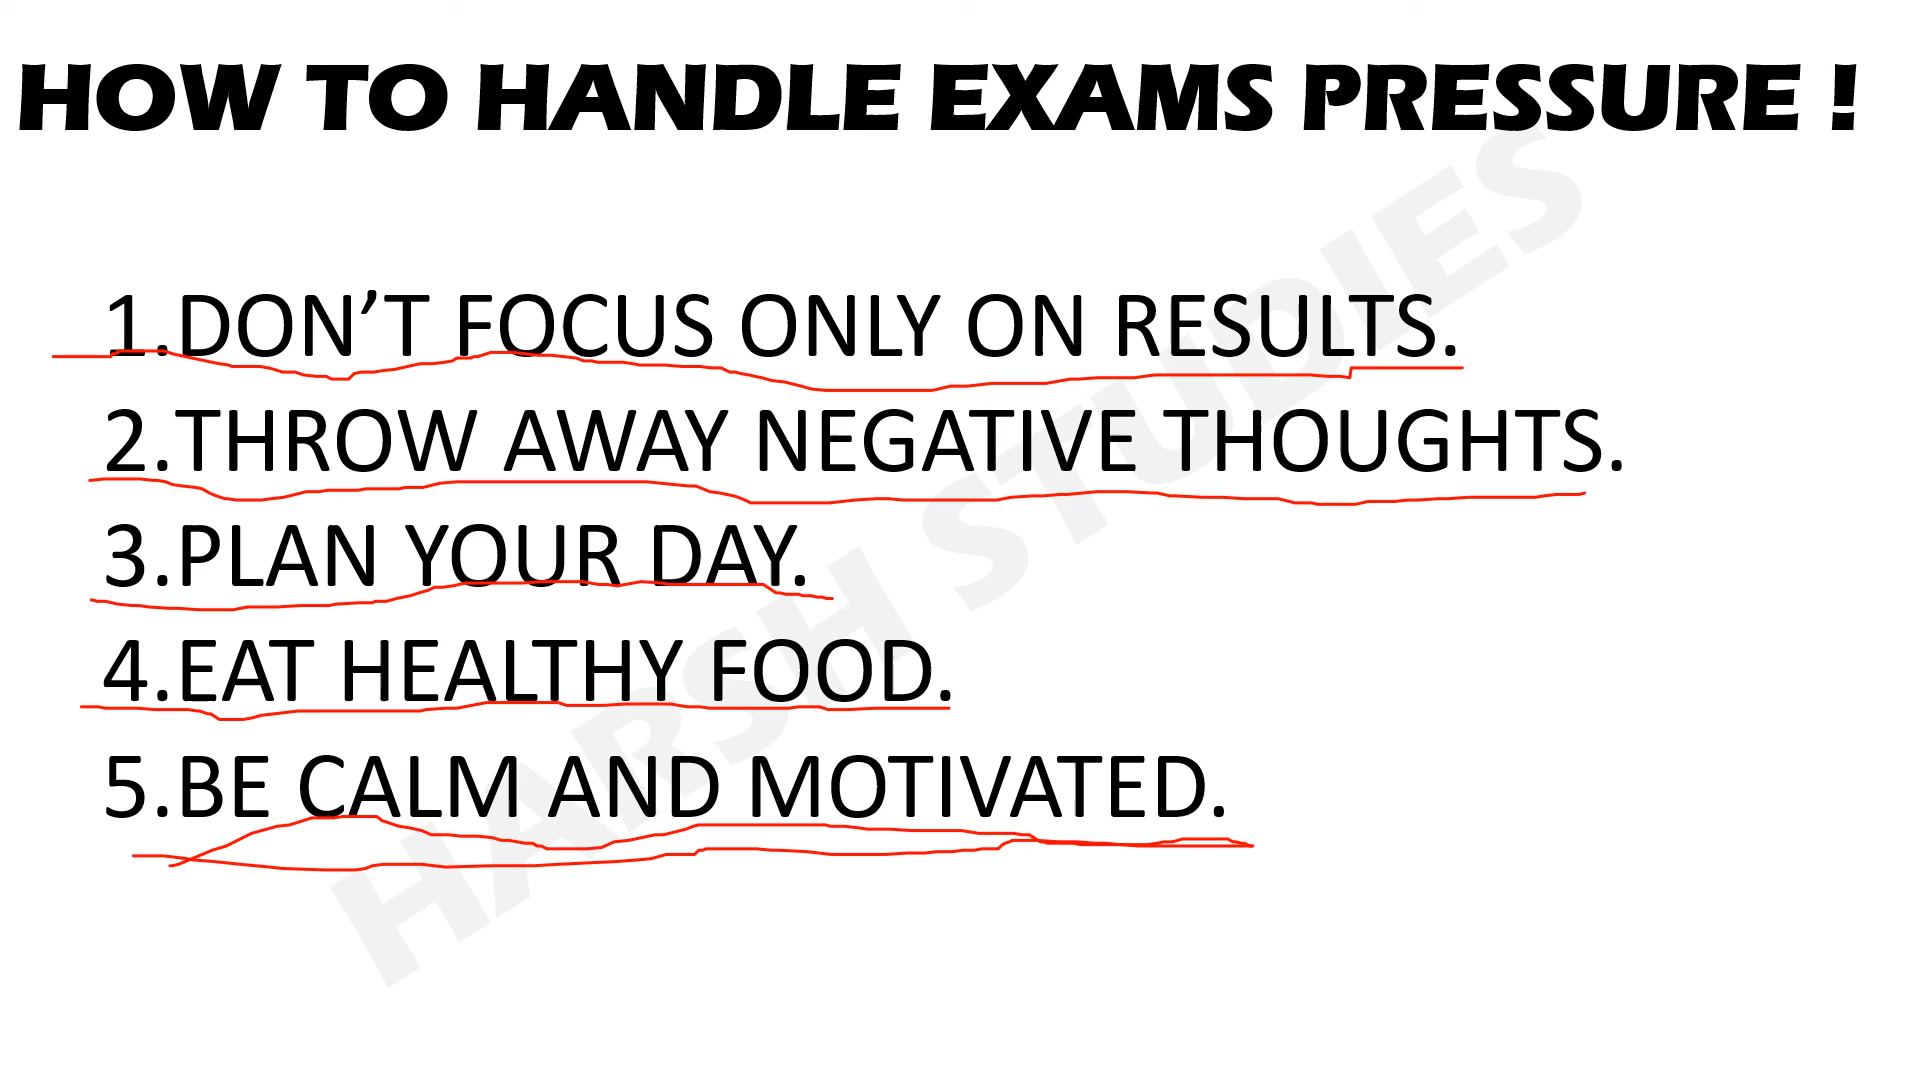 HOW TO HANDLE EXAMS PRESSURE !
1.DON’T FOCUS ONLY ON RESULTS.
2.THROW AWAY NEGATIVE THOUGHTS.
3.PLAN YOUR DAY.
4.EAT HEALTHY FOOD.
5.BE CALM AND MOTIVATED.
HARSH STUDIES